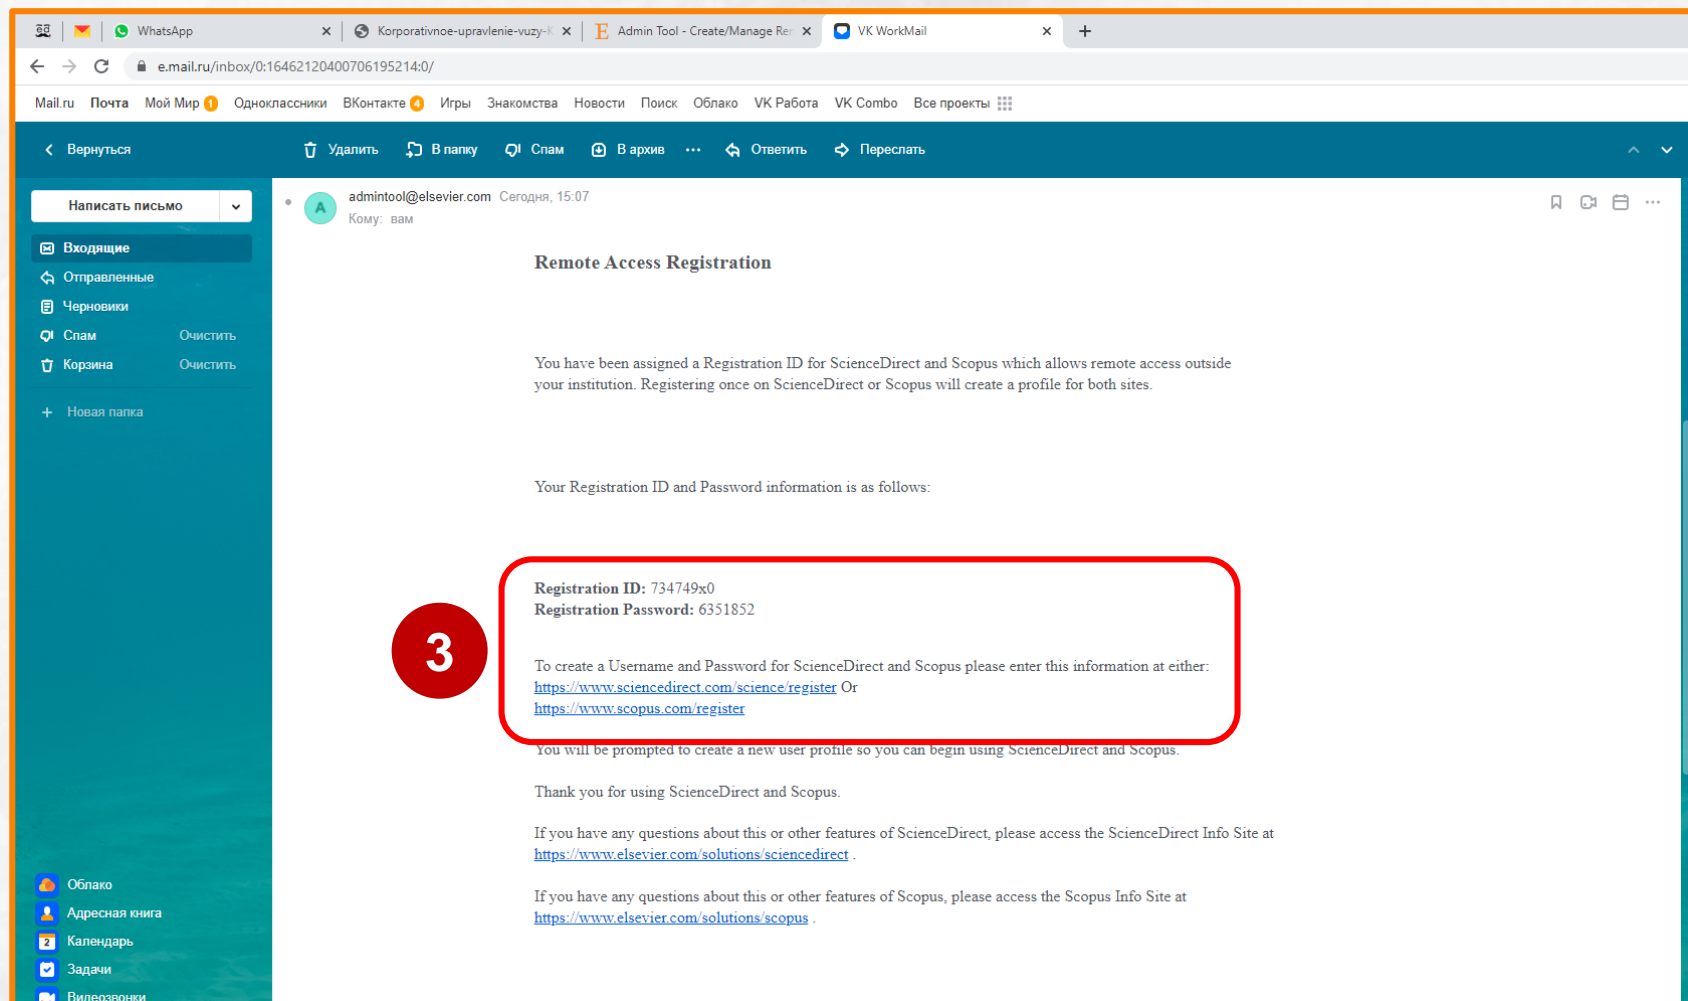 WhatsApp
Korporativnoe-upravlenie-vuzy-K
Admin Tool - Create/Manage Re
VK WorkMail
e.mail.ru/inbox/0:16462120400706195214:0/
Mail.ru Почта Мой Мир 1 Одноклассники ВКонтакте 4 Игры Знакомства Новости Поиск Облако VK Работа VK Combo Все проекты
Вернуться
Удалить В папку Спам В архив ... Ответить Переслать
Написать письмо
Входящие
Отправленные
Черновики
Спам Очистить
Корзина Очистить
+ Новая папка
Облако
Адресная книга
2 Календарь
Задачи
Видеозвонки
A
admintool@elsevier.com Сегодня, 15:07
Кому: вам
Remote Access Registration
You have been assigned a Registration ID for ScienceDirect and Scopus which allows remote access outside
your institution. Registering once on ScienceDirect or Scopus will create a profile for both sites.
Your Registration ID and Password information is as follows:
3
Registration ID: 734749x0
Registration Password: 6351852
To create a Username and Password for ScienceDirect and Scopus please enter this information at either:
https://www.sciencedirect.com/science/register Or
https://www.scopus.com/register
You will be prompted to create a new user profile so you can begin using ScienceDirect and Scopus.
Thank you for using ScienceDirect and Scopus.
If you have any questions about this or other features of ScienceDirect, please access the ScienceDirect Info Site at
https://www.elsevier.com/solutions/sciencedirect .
If you have any questions about this or other features of Scopus, please access the Scopus Info Site at
https://www.elsevier.com/solutions/scopus .